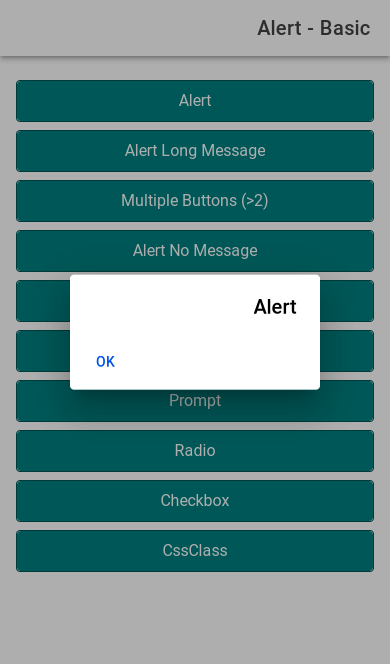 Alert - Basic
Alert
Alert Long Message
Multiple Buttons (>2)
Alert No Message
Alert
OK
Prompt
Radio
Checkbox
CssClass